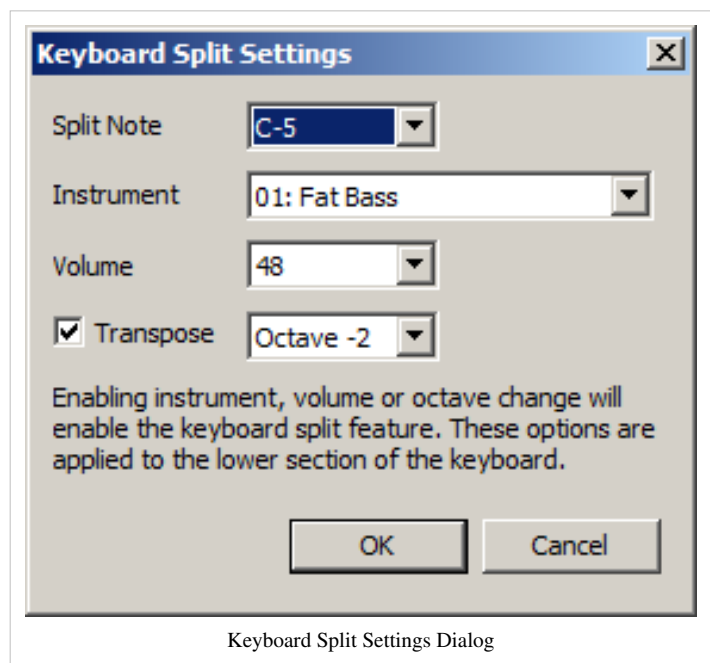 Keyboard Split Settings
Split Note C-5
Instrument 01: Fat Bass
Volume 48
Transpose Octave -2
Enabling instrument, volume or octave change will
enable the keyboard split feature. These options are
applied to the lower section of the keyboard.
OK Cancel
Keyboard Split Settings Dialog